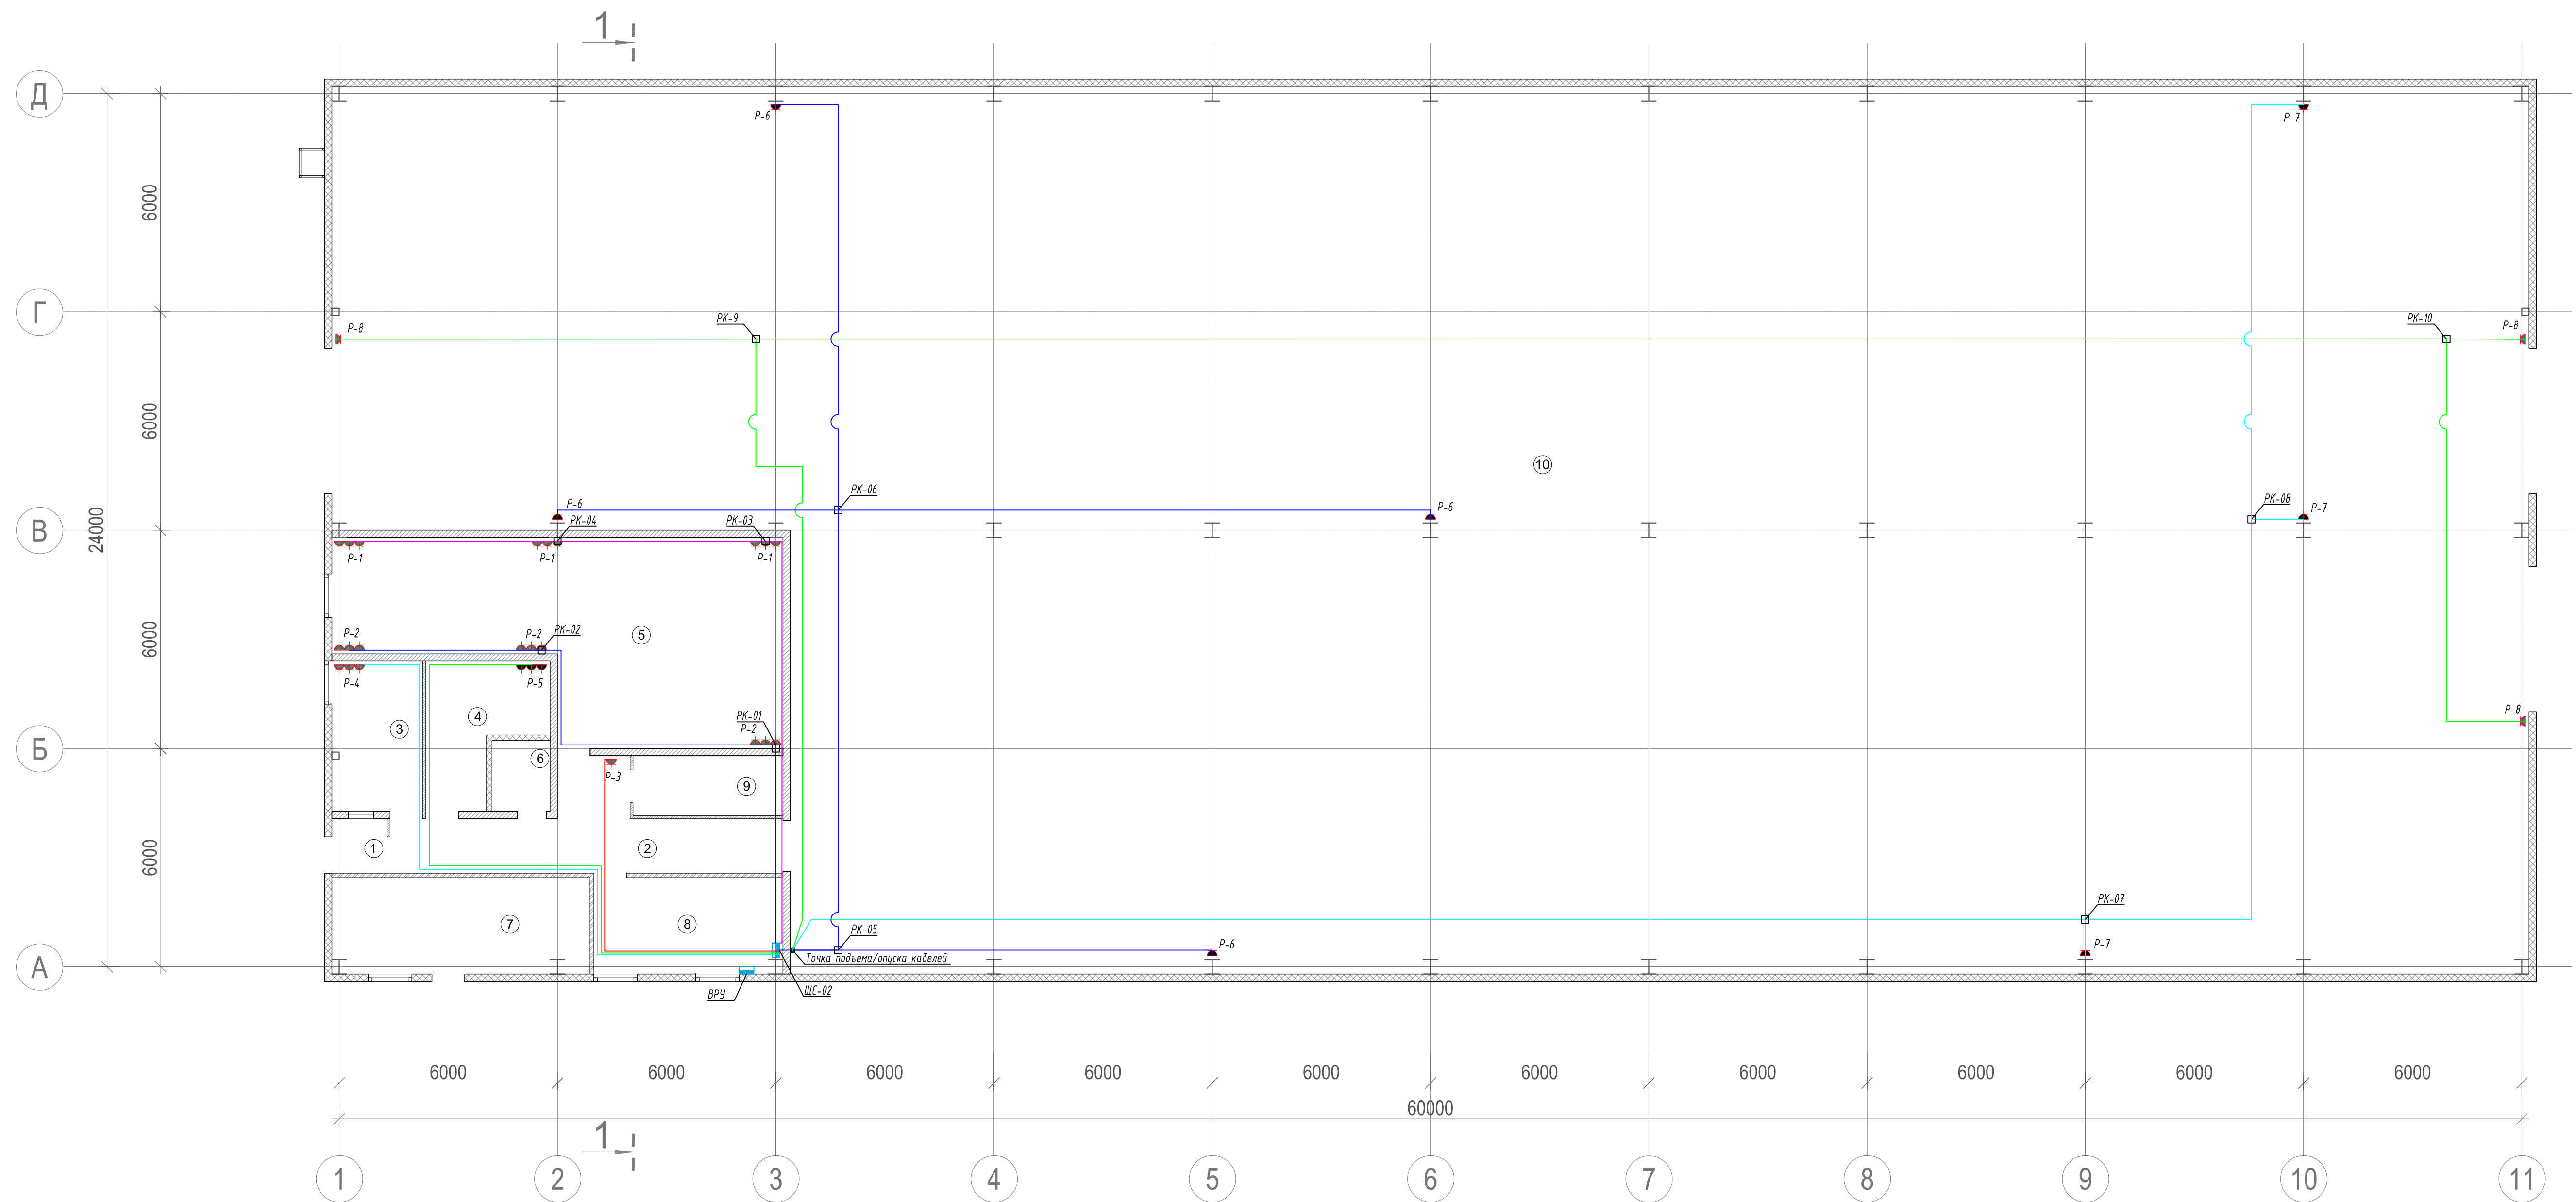 1
Д
Р-6
Р-7
6000
Г
РК-9
РК-10
Р-8
Р-8
6000
10
РК-06
Р-6
Р-6
РК-08
Р-7
В
24000
РК-04
РК-03
Р-1
Р-1
Р-1
6000
5
Р-2
Р-2
РК-02
Р-4
Р-5
3
4
РК-01
Р-2
Р-8
Б
6
Р-3
9
6000
1
2
7
8
РК-07
РК-05
Р-6
Р-7
Точка подъема/опуска кабелей
А
ВРУ
ЩС-02
6000
6000
6000
6000
6000
6000
6000
6000
6000
6000
60000
1
1
2
3
4
5
6
7
8
9
10
11